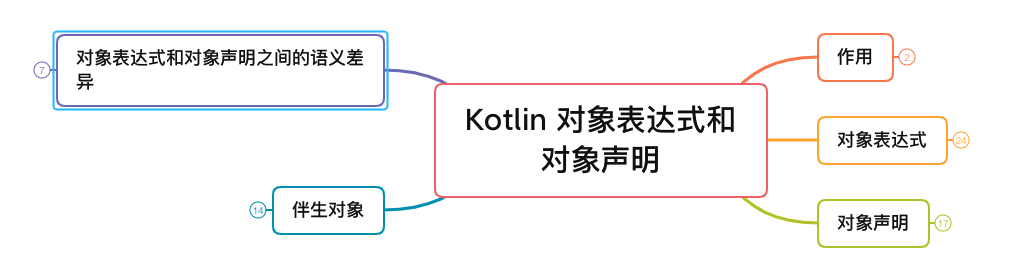 对象表达式和对象声明之间的语义差
异
7
作用
2
Kotlin 对象表达式和
对象声明
对象表达式
24
伴生对象
14
对象声明
17